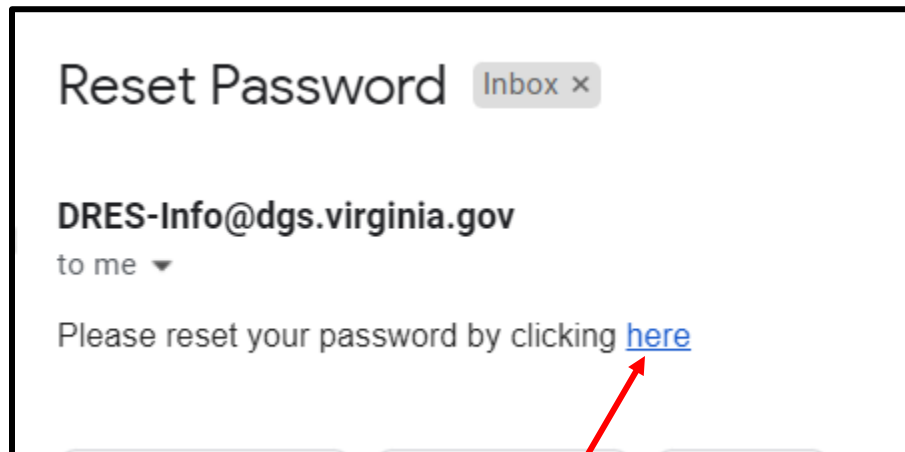 Reset Password Inbox ×
DRES-Info@dgs.virginia.gov
to me
Please reset your password by clicking here